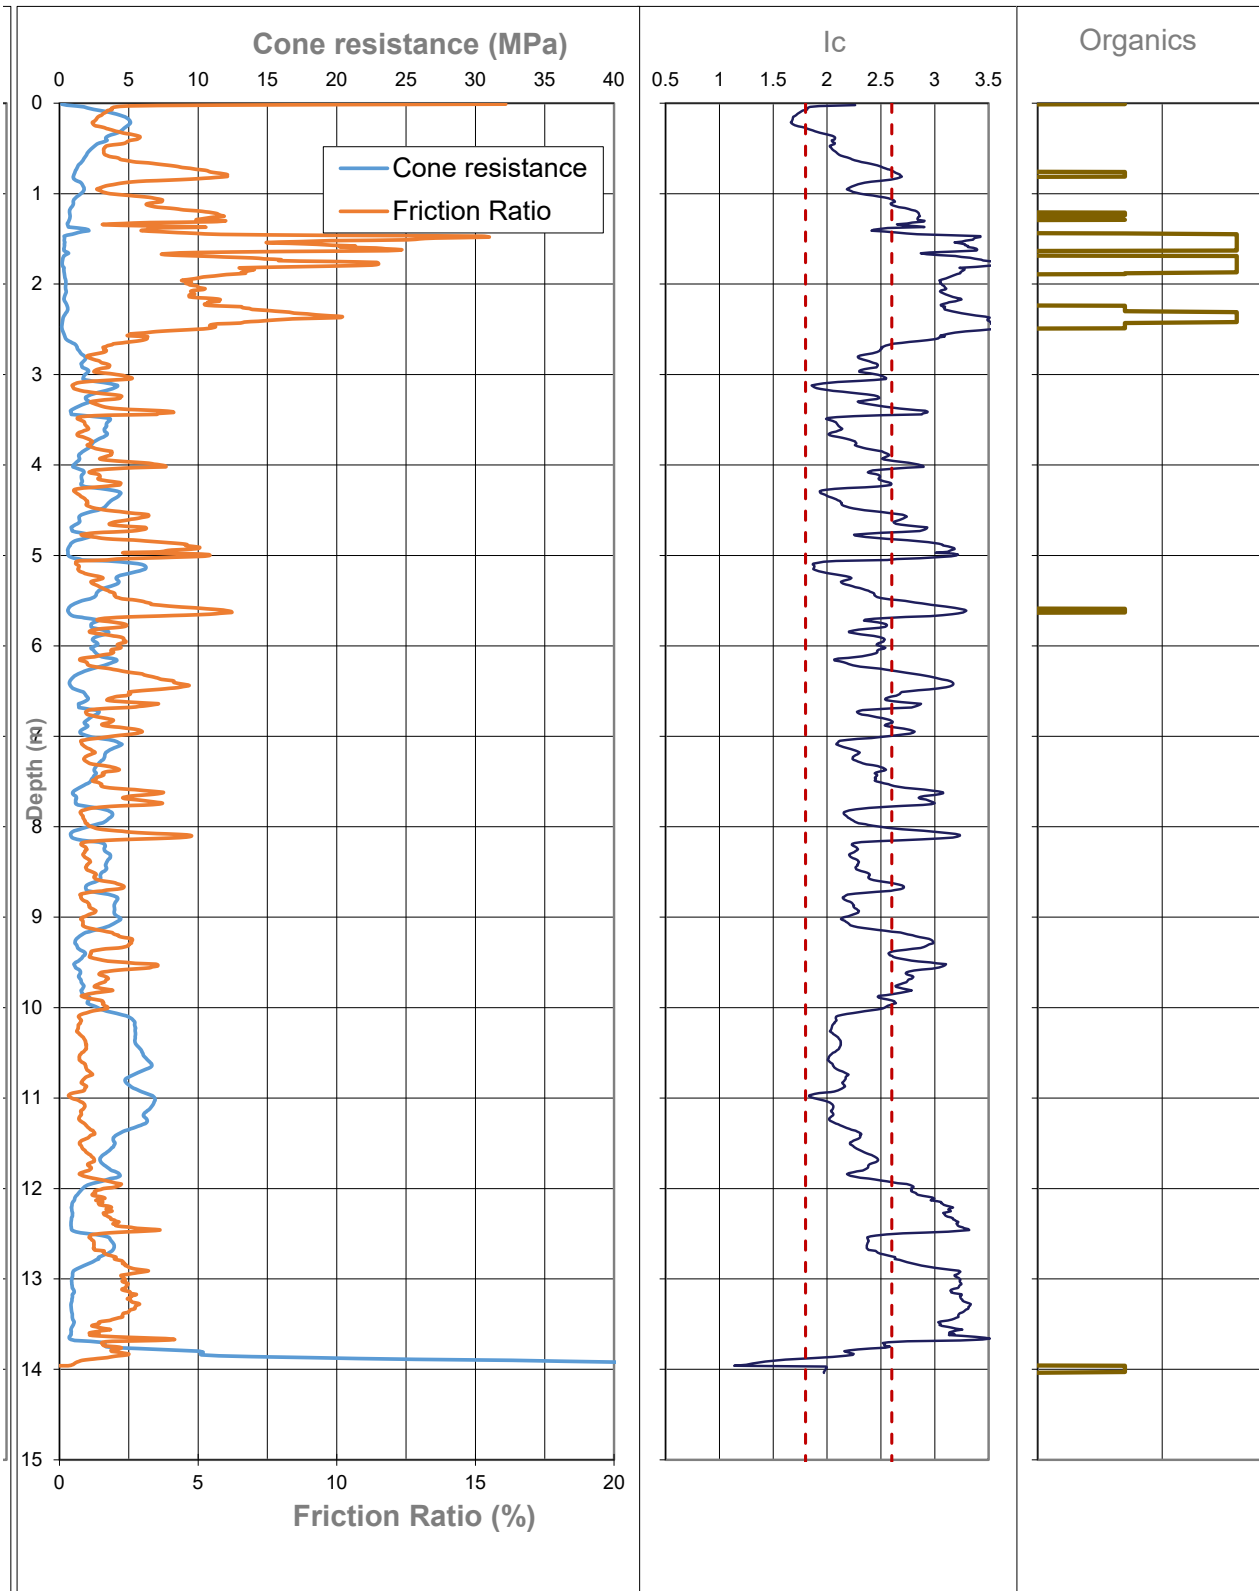 Cone resistance (MPa)
Ic
Organics
0 5 10 15 20 25 30 35 40
0.5 1 1.5 2 2.5 3 3.5
Cone resistance
Friction Ratio
0
1
2
3
4
5
6
7
8
9
10
11
12
13
14
15
Depth (m)
0 5 10 15 20
Friction Ratio (%)